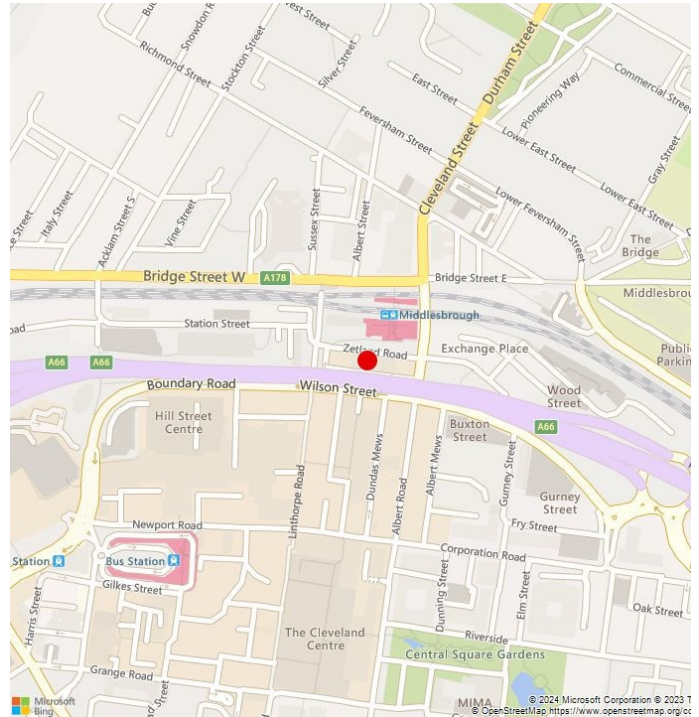 Snowdon R
Richmond Street
Stockton Street
West Street
Silver Street
Feversham Street
East Street
Durham Street
Pioneering Way
Commercial Street
Lower East Street
Gray Street
Lower East Street
Lower Feversham Street
Cleveland Street
Italy Street
Acklam Street S
Vine Street
Sussex Street
Albert Street
The
Bridge
Bridge Street W
A178
Bridge Street E
Middlesbro
Middlesbrough
Station Street
Zetland Road
Exchange Place
Public
Parkin
A66
A66
Boundary Road
Wilson Street
Wood
Street
Hill Street
Centre
Buxton
Street
A66
Linthorpe Road
Dundas Mews
Albert Road
Albert Mews
Gurney Street
Gurney
Street
Newport Road
Fry Street
Station
Bus Station
Corporation Road
Gilkes Street
Harris Street
Dunning Street
Elm Street
Oak Street
The Cleveland
Centre
Riverside
Central Square Gardens
Grange Road
MIMA
Microsoft
Bing
© 2024 Microsoft Corporation © 2023 T
© OpenStreetMap https://www.openstreetmap.org/co